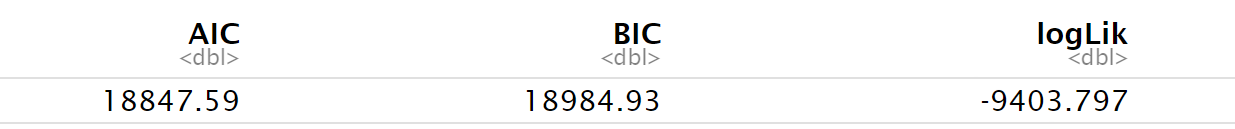 AIC BIC logLik
<dbl> <dbl> <dbl>
18847.59 18984.93 -9403.797